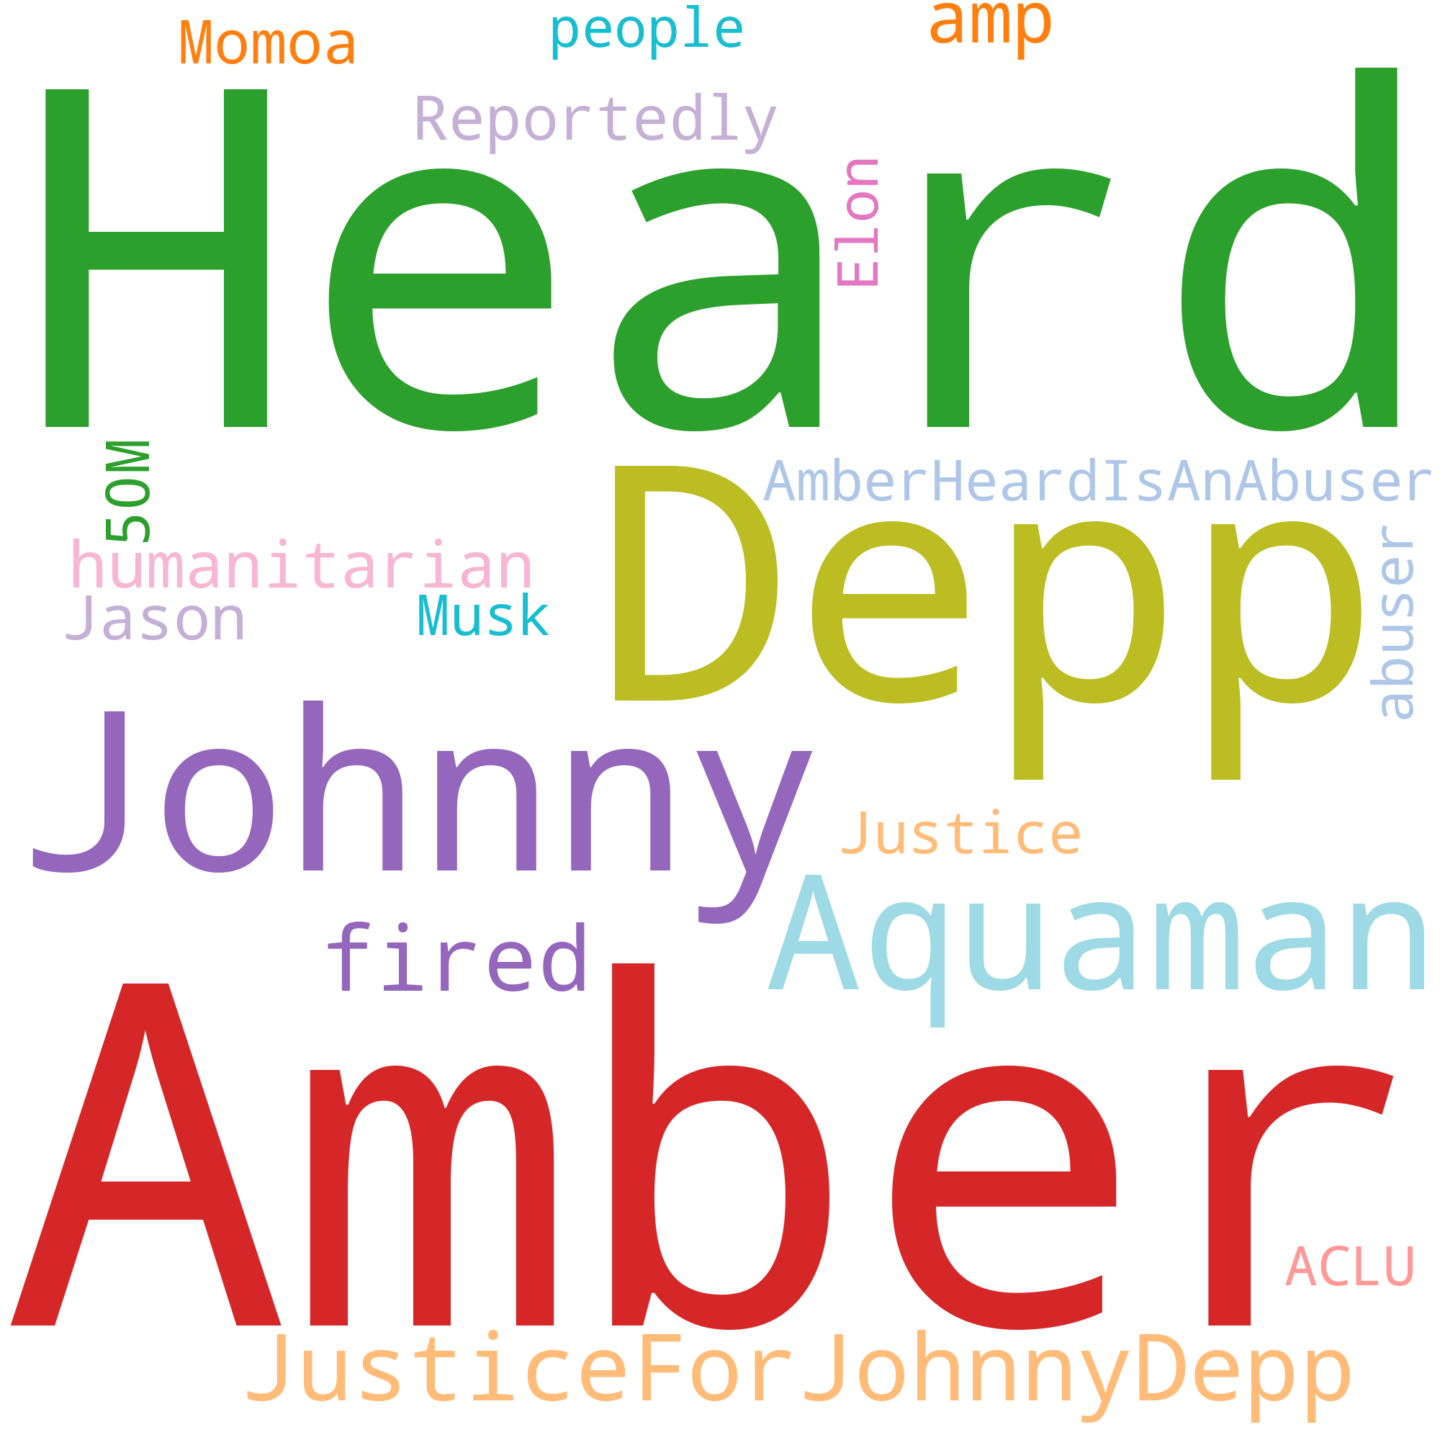 Momoa
people
amp
Reportedly
Heard
Elon
50M
Depp
AmberHeardIsAnAbuser
humanitarian
abuser
Jason
Musk
Johnny
Justice
Aquaman
fired
Amber
ACLU
JusticeForJohnnyDepp